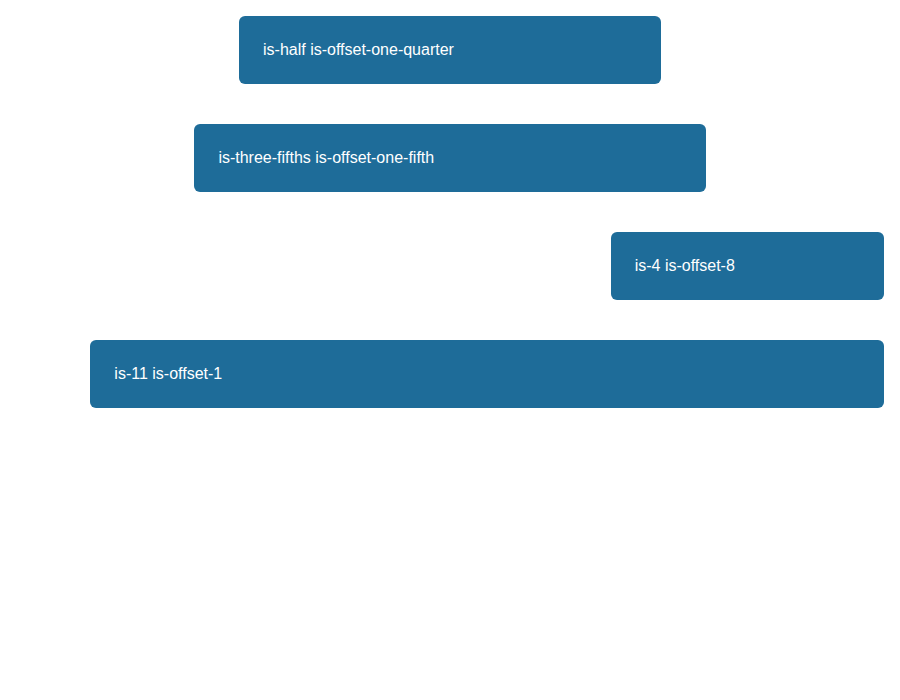 is-half is-offset-one-quarter
is-three-fifths is-offset-one-fifth
is-4 is-offset-8
is-11 is-offset-1